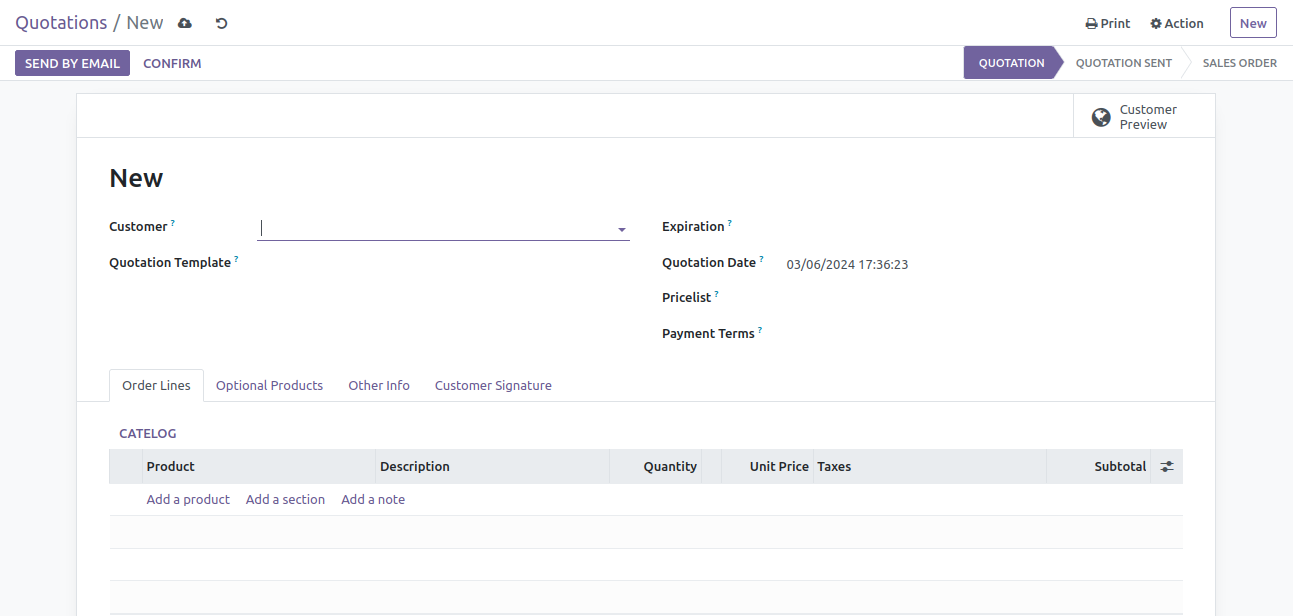 Quotations / New
Print Action New
SEND BY EMAIL CONFIRM QUOTATION QUOTATION SENT SALES ORDER
Customer
Preview
New
Customer ? Expiration ?
Quotation Template ? Quotation Date ? 03/06/2024 17:36:23
Pricelist ?
Payment Terms ?
Order Lines Optional Products Other Info Customer Signature
CATELOG
Product Description Quantity Unit Price Taxes Subtotal
Add a product Add a section Add a note